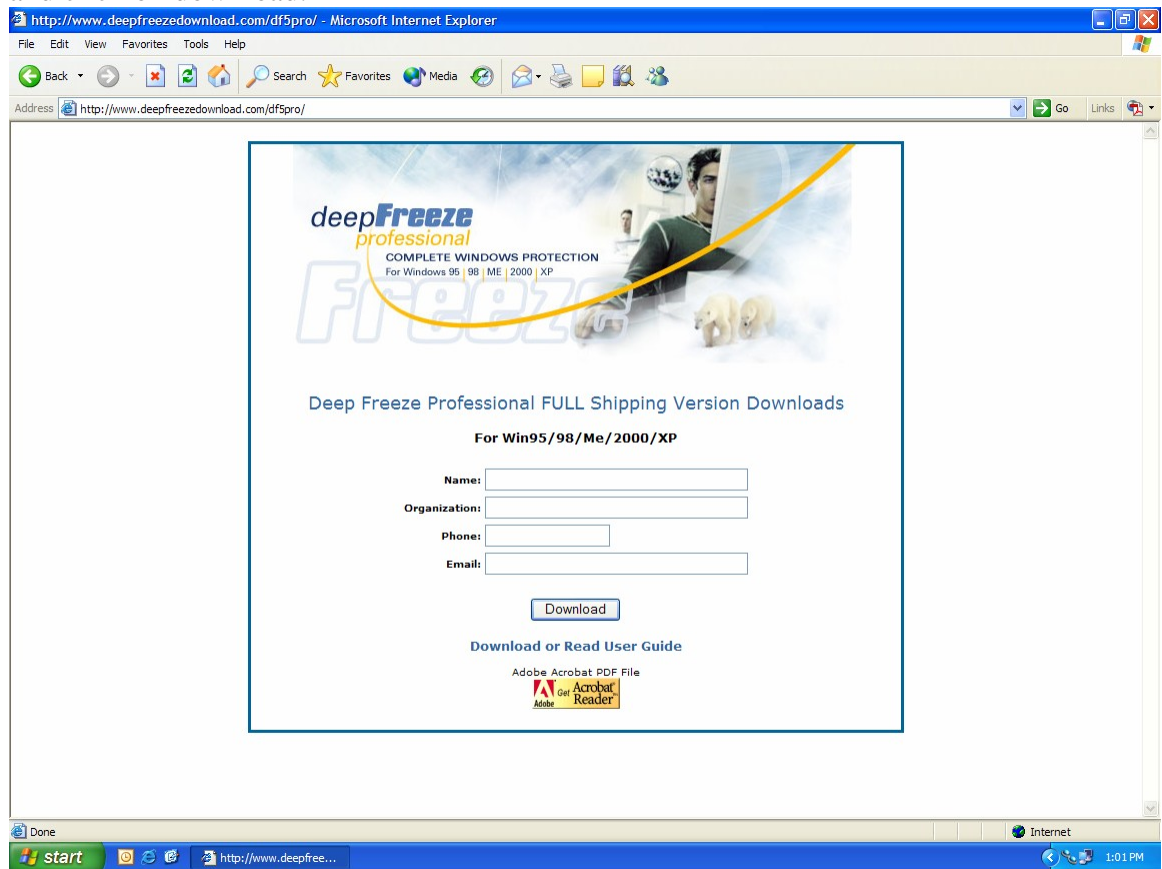 http://www.deepfreezedownload.com/df5pro/ - Microsoft Internet Explorer
File Edit View Favorites Tools Help
Back Search Favorites Media
Address http://www.deepfreezedownload.com/df5pro/ Go Links
deepFreeze
professional
COMPLETE WINDOWS PROTECTION
For Windows 95 | 98 | ME | 2000 | XP
Freeze
Deep Freeze Professional FULL Shipping Version Downloads
For Win95/98/Me/2000/XP
Name:
Organization:
Phone:
Email:
Download
Download or Read User Guide
Adobe Acrobat PDF File
Adobe Get Acrobat Reader
Done Internet
start http://www.deepfree... 1:01 PM